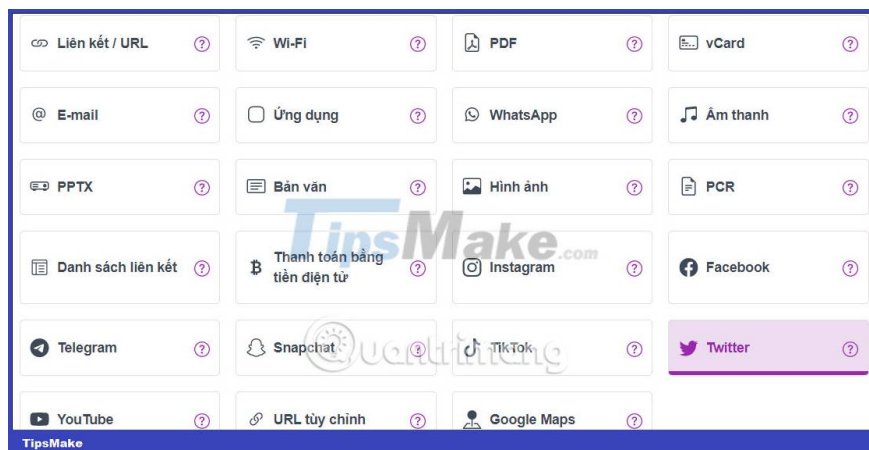 Liên kết / URL
Wi-Fi
PDF
vCard
E-mail
Ứng dụng
WhatsApp
Âm thanh
PPTX
Bản văn
Hình ảnh
PCR
TipsMake.com
Danh sách liên kết
Thanh toán bằng
tiền điện tử
Instagram
Facebook
Telegram
Snapchat
TikTok
Twitter
Quantrimang
YouTube
URL tùy chỉnh
Google Maps
TipsMake